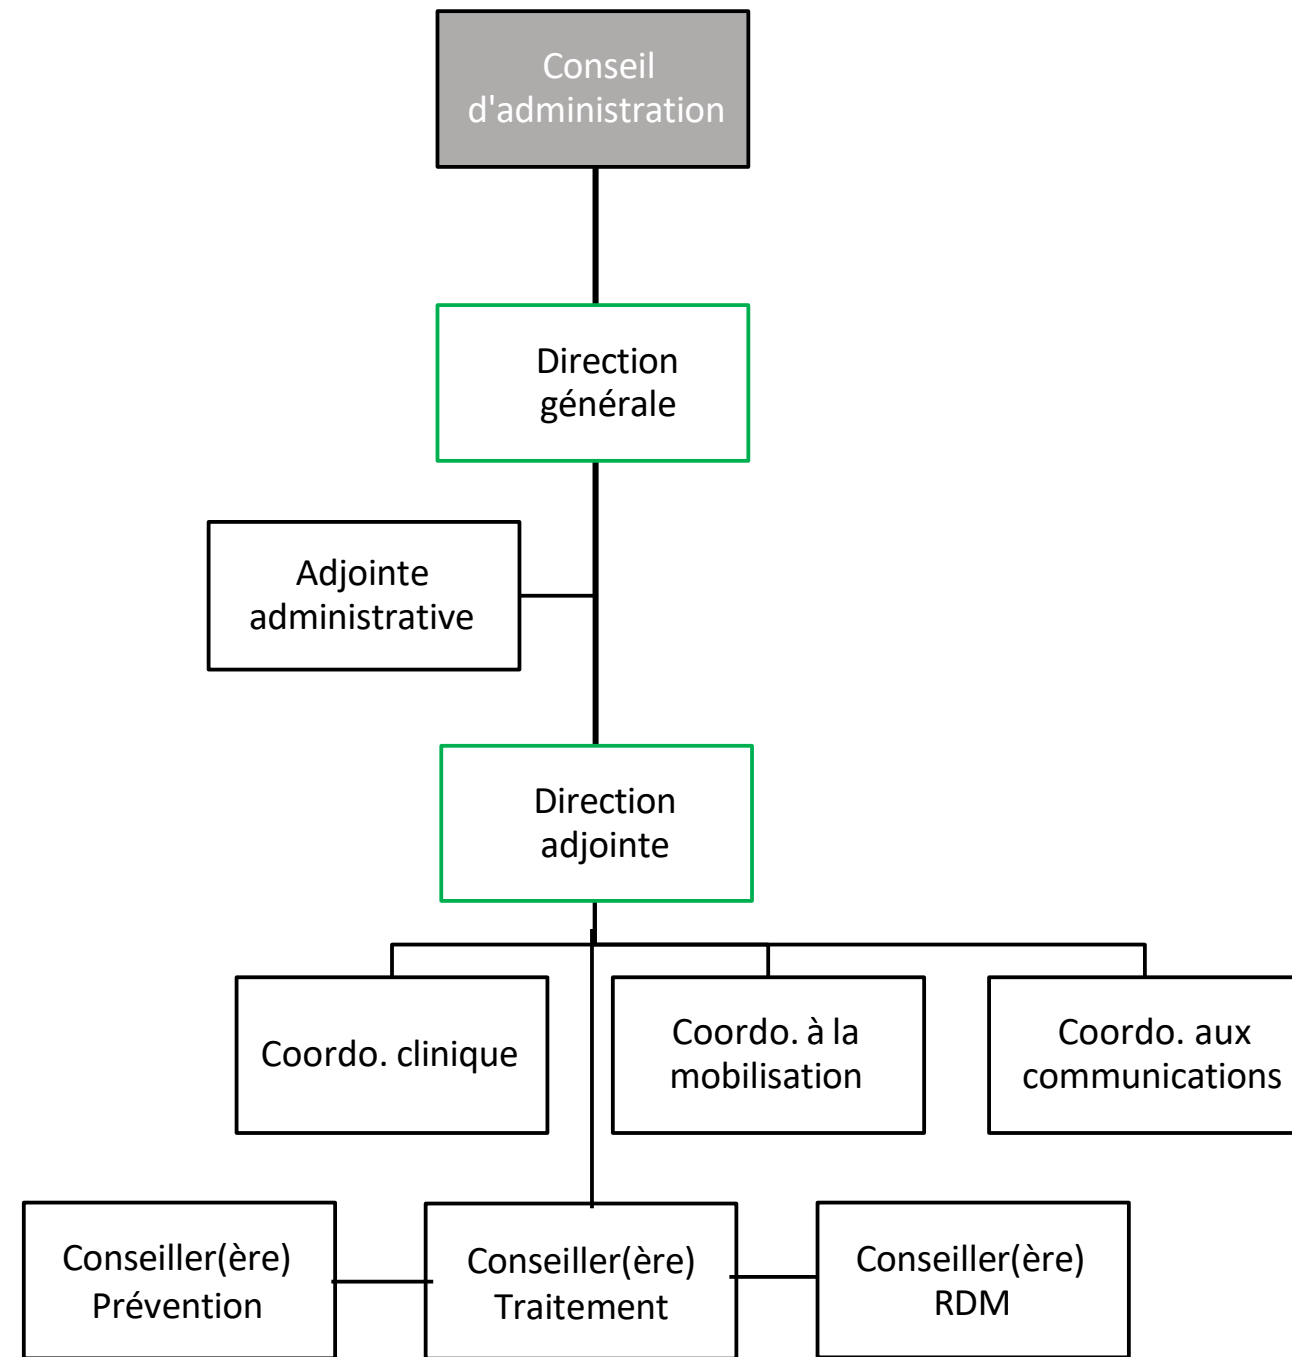 Conseil
d'administration
Direction
générale
Adjointe
administrative
Direction
adjointe
Coordo. clinique
Coordo. à la
mobilisation
Coordo. aux
communications
Conseiller(ère)
Prévention
Conseiller(ère)
Traitement
Conseiller(ère)
RDM